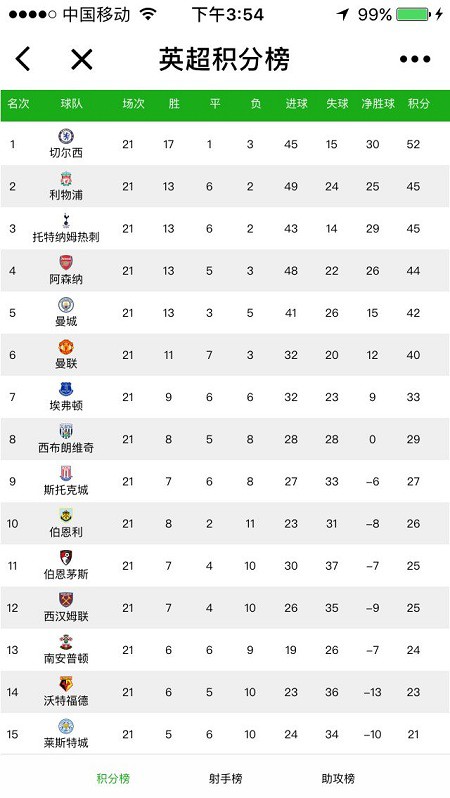 中国移动 下午3:54 99%
英超积分榜
名次 球队 场次 胜 平 负 进球 失球 净胜球 积分
1 切尔西 21 17 1 3 45 15 30 52
2 利物浦 21 13 6 2 49 24 25 45
3 托特纳姆热刺 21 13 6 2 43 14 29 45
4 阿森纳 21 13 5 3 48 22 26 44
5 曼城 21 13 3 5 41 26 15 42
6 曼联 21 11 7 3 32 20 12 40
7 埃弗顿 21 9 6 6 32 23 9 33
8 西布朗维奇 21 8 5 8 28 28 0 29
9 斯托克城 21 7 6 8 27 33 -6 27
10 伯恩利 21 8 2 11 23 31 -8 26
11 伯恩茅斯 21 7 4 10 30 37 -7 25
12 西汉姆联 21 7 4 10 26 35 -9 25
13 南安普顿 21 6 6 9 19 26 -7 24
14 沃特福德 21 6 5 10 23 36 -13 23
15 莱斯特城 21 5 6 10 24 34 -10 21
积分榜 射手榜 助攻榜